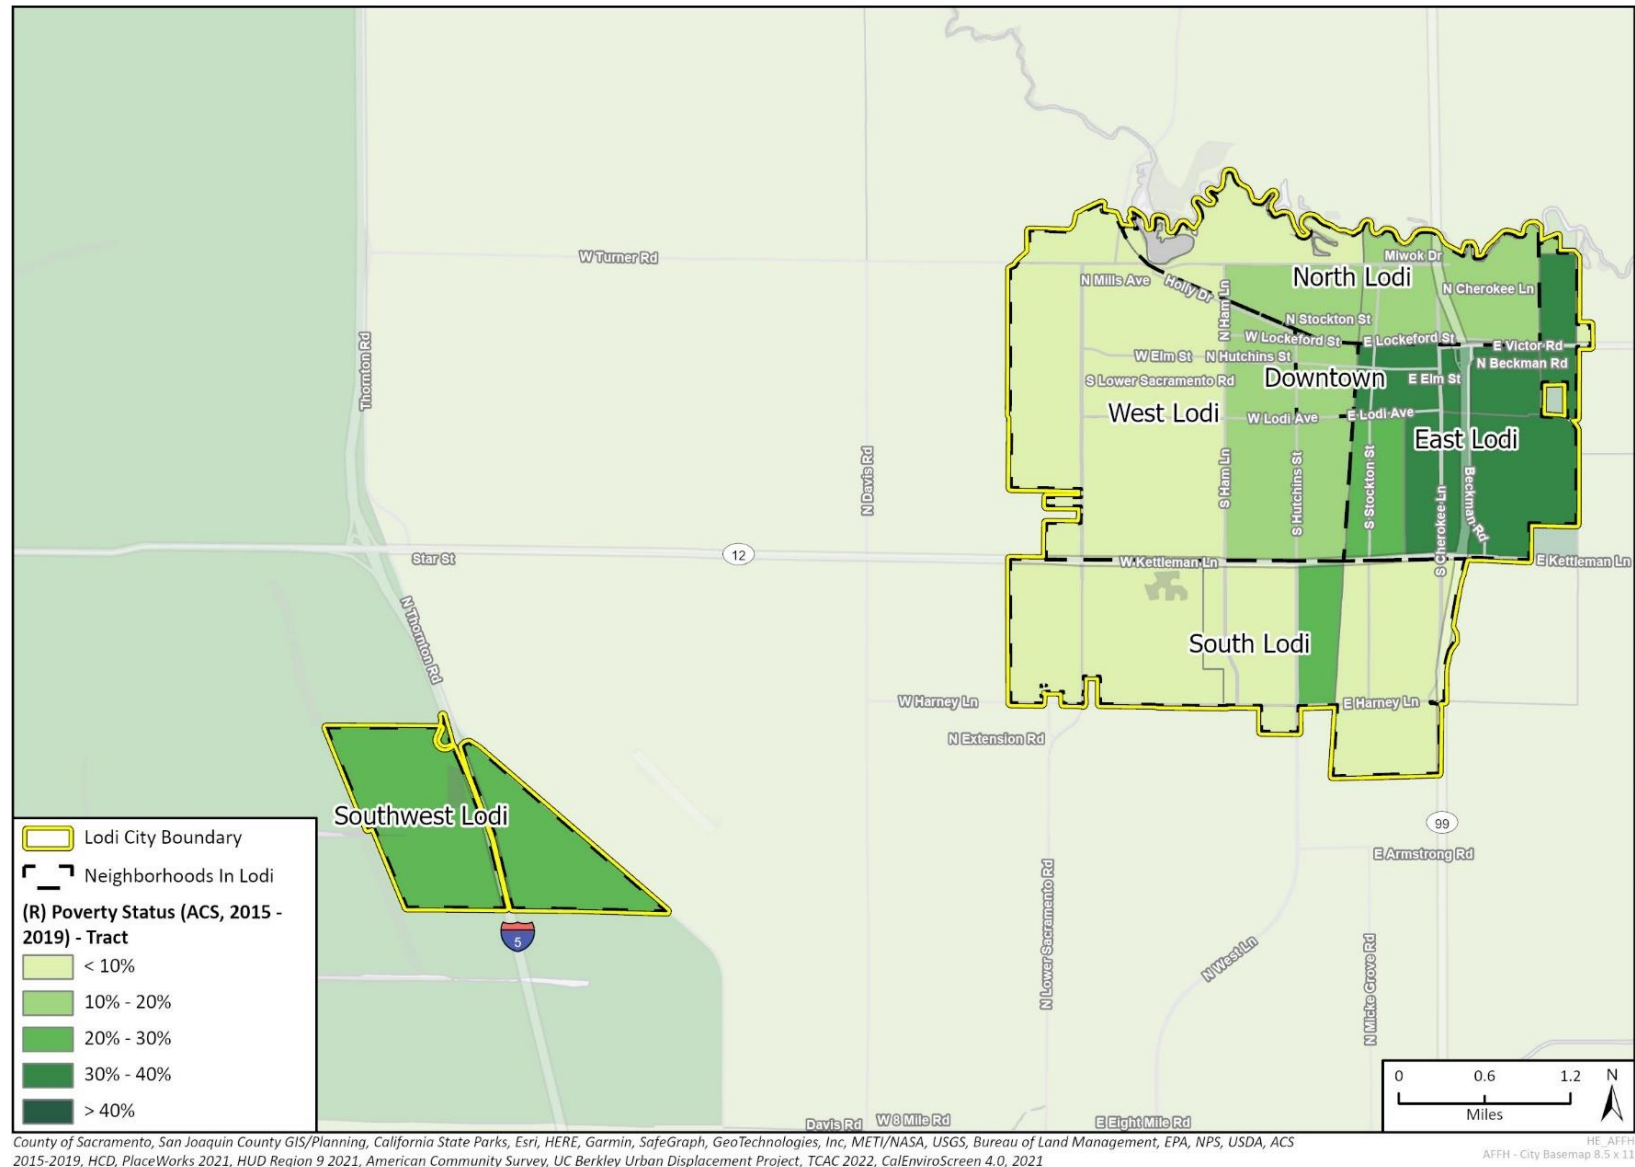 W Turner Rd
Miwok Dr
North Lodi
N Mills Ave
Holly Dr
N Ham Ln
N Cherokee Ln
N Stockton St
W Lockeford St
E Lockeford St
E Victor Rd
W Elm St
N Hutchins St
N Beckman Rd
Thornton Rd
S Lower Sacramento Rd
Downtown
E Elm St
West Lodi
W Lodi Ave
E Lodi Ave
East Lodi
N Davis Rd
S Ham Ln
S Hutchins St
S Stockton St
S Cherokee Ln
Beckman Rd
Star St
12
W Kettleman Ln
E Kettleman Ln
N Thornton Rd
South Lodi
W Harney Ln
E Harney Ln
N Extension Rd
Southwest Lodi
99
E Armstrong Rd
5
N Lower Sacramento Rd
N West Ln
N Micke Grove Rd
Davis Rd
W 8 Mile Rd
E Eight Mile Rd
Lodi City Boundary
Neighborhoods In Lodi
(R) Poverty Status (ACS, 2015 -
2019) - Tract
< 10%
10% - 20%
20% - 30%
30% - 40%
> 40%
0 0.6 1.2
Miles
N
County of Sacramento, San Joaquin County GIS/Planning, California State Parks, Esri, HERE, Garmin, SafeGraph, GeoTechnologies, Inc, METI/NASA, USGS, Bureau of Land Management, EPA, NPS, USDA, ACS
2015-2019, HCD, PlaceWorks 2021, HUD Region 9 2021, American Community Survey, UC Berkley Urban Displacement Project, TCAC 2022, CalEnviroScreen 4.0, 2021
HE_AFFH
AFFH - City Basemap 8.5 x 11